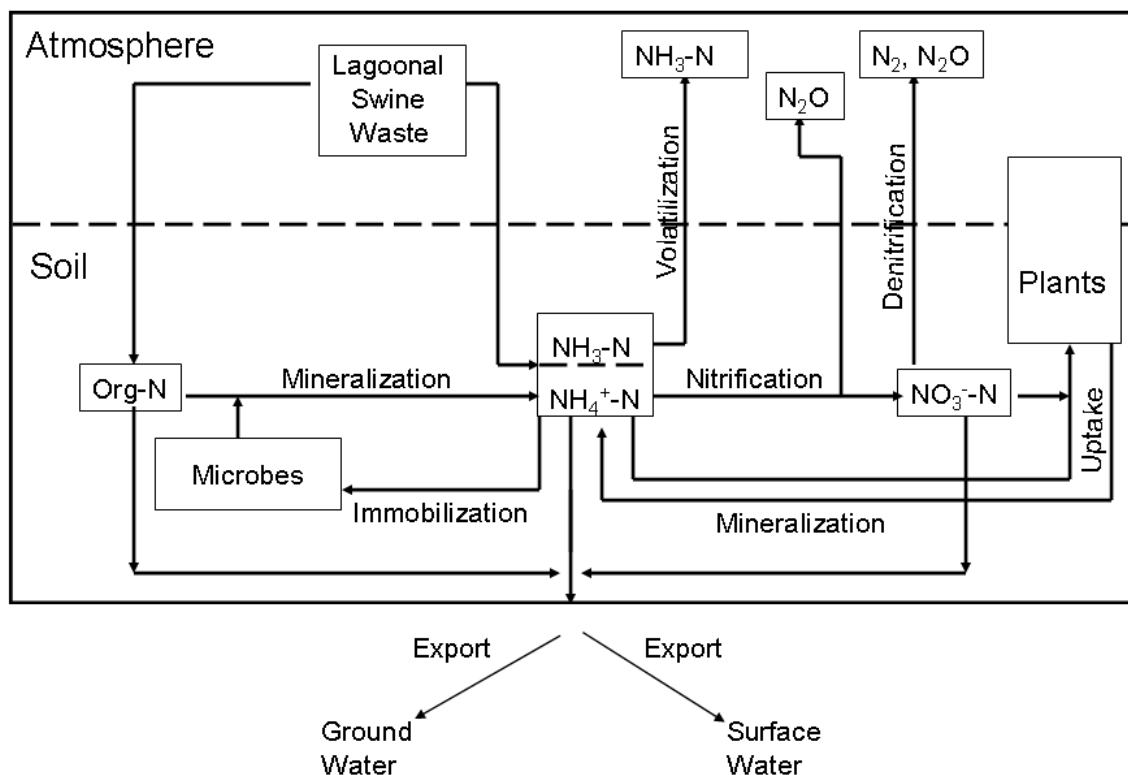 Atmosphere
Lagoonal
Swine
Waste
NH₃-N
N₂O
N₂, N₂O
Volatilization
Denitrification
Soil
Plants
NH₃-N
Org-N
Mineralization
NH₄⁺-N
Nitrification
NO₃⁻-N
Uptake
Microbes
Immobilization
Mineralization
Export
Export
Ground
Water
Surface
Water